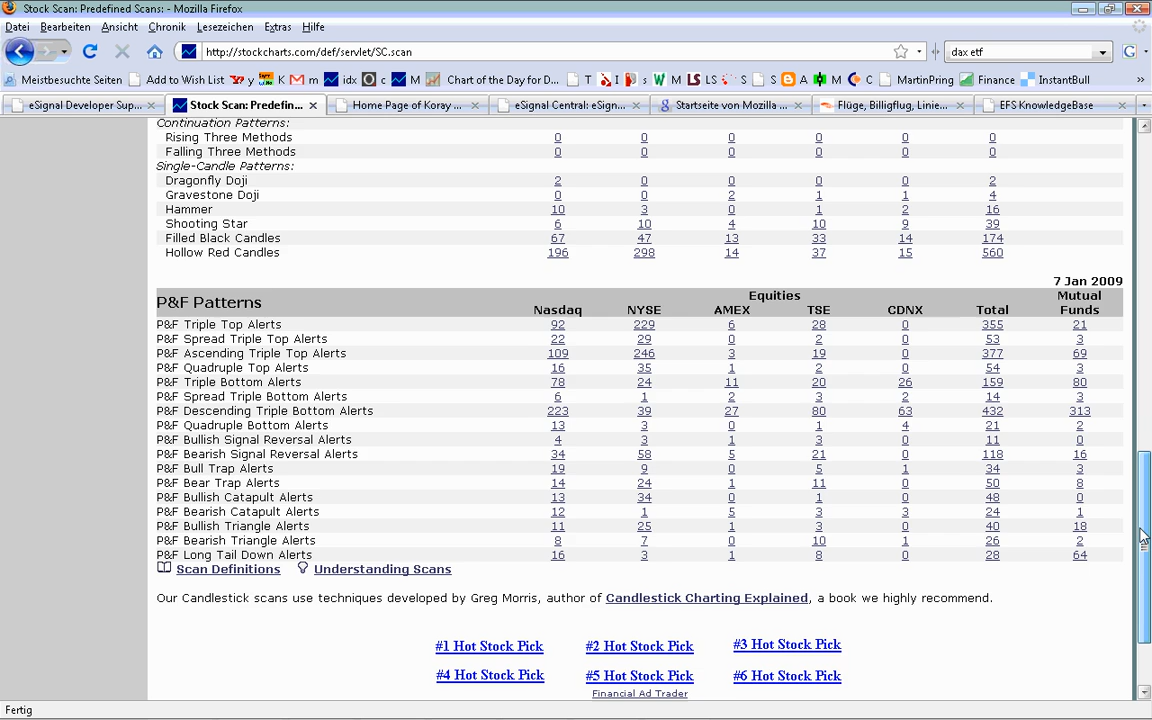 Stock Scan: Predefined Scans: - Mozilla Firefox
Datei Bearbeiten Ansicht Chronik Lesezeichen Extras Hilfe
http://stockcharts.com/def/servlet/SC.scan dax etf
Meistbesuchte Seiten Add to Wish List y K m idx c M Chart of the Day for D... T I s W M LS S S A M C MartinPring Finance InstantBull »
eSignal Developer Sup... Stock Scan: Predefin... Home Page of Koray ... eSignal Central: eSign... Startseite von Mozilla ... Flüge, Billigflug, Linie... EFS KnowledgeBase
Continuation Patterns:
Rising Three Methods 0 0 0 0 0 0
Falling Three Methods 0 0 0 0 0 0
Single-Candle Patterns:
Dragonfly Doji 2 0 0 0 0 2
Gravestone Doji 0 0 2 1 1 4
Hammer 10 3 0 1 2 16
Shooting Star 6 10 4 10 9 39
Filled Black Candles 67 47 13 33 14 174
Hollow Red Candles 196 298 14 37 15 560
7 Jan 2009
Equities Mutual
P&F Patterns Nasdaq NYSE AMEX TSE CDNX Total Funds
P&F Triple Top Alerts 92 229 6 28 0 355 21
P&F Spread Triple Top Alerts 22 29 0 2 0 53 3
P&F Ascending Triple Top Alerts 109 246 3 19 0 377 69
P&F Quadruple Top Alerts 16 35 1 2 0 54 3
P&F Triple Bottom Alerts 78 24 11 20 26 159 80
P&F Spread Triple Bottom Alerts 6 1 2 3 2 14 3
P&F Descending Triple Bottom Alerts 223 39 27 80 63 432 313
P&F Quadruple Bottom Alerts 13 3 0 1 4 21 2
P&F Bullish Signal Reversal Alerts 4 3 1 3 0 11 0
P&F Bearish Signal Reversal Alerts 34 58 5 21 0 118 16
P&F Bull Trap Alerts 19 9 0 5 1 34 3
P&F Bear Trap Alerts 14 24 1 11 0 50 8
P&F Bullish Catapult Alerts 13 34 0 1 0 48 0
P&F Bearish Catapult Alerts 12 1 5 3 3 24 1
P&F Bullish Triangle Alerts 11 25 1 3 0 40 18
P&F Bearish Triangle Alerts 8 7 0 10 1 26 2
P&F Long Tail Down Alerts 16 3 1 8 0 28 64
Scan Definitions Understanding Scans
Our Candlestick scans use techniques developed by Greg Morris, author of Candlestick Charting Explained, a book we highly recommend.
#1 Hot Stock Pick #2 Hot Stock Pick #3 Hot Stock Pick
#4 Hot Stock Pick #5 Hot Stock Pick #6 Hot Stock Pick
Financial Ad Trader
Fertig